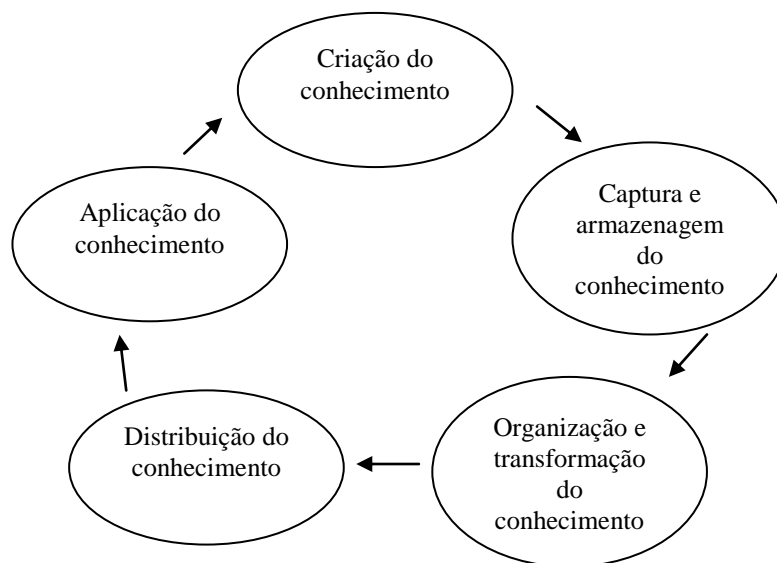 Criação do
conhecimento
Captura e
armazenagem
do
conhecimento
Organização e
transformação
do
conhecimento
Distribuição do
conhecimento
Aplicação do
conhecimento